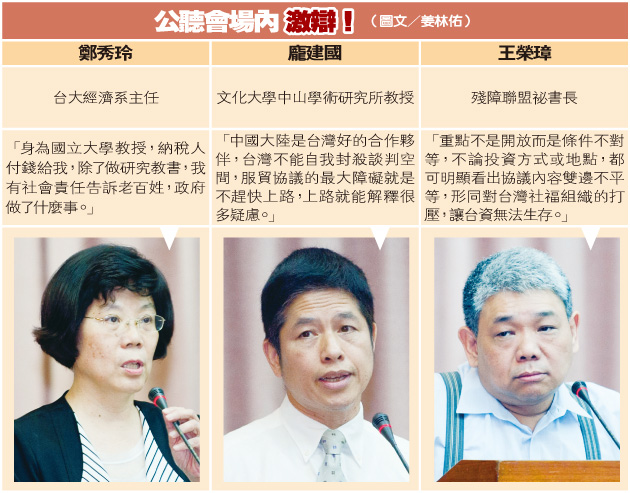 公聽會場內 激辯！（圖文／姜林佑）
鄭秀玲
龐建國
王榮璋
台大經濟系主任
文化大學中山學術研究所教授
殘障聯盟祕書長
「身為國立大學教授，納稅人
付錢給我，除了做研究教書，我
有社會責任告訴老百姓，政府
做了什麼事。」
「中國大陸是台灣好的合作夥
伴，台灣不能自我封殺談判空
間，服貿協議的最大障礙就是
不趕快上路，上路就能解釋很
多疑慮。」
「重點不是開放而是條件不對
等，不論投資方式或地點，都
可明顯看出協議內容雙邊不平
等，形同對台灣社福組織的打
壓，讓台資無法生存。」